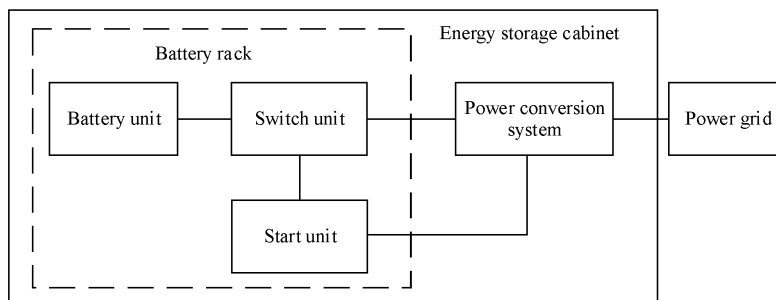 Energy storage cabinet
Battery rack
Battery unit
Switch unit
Power conversion
system
Power grid
Start unit